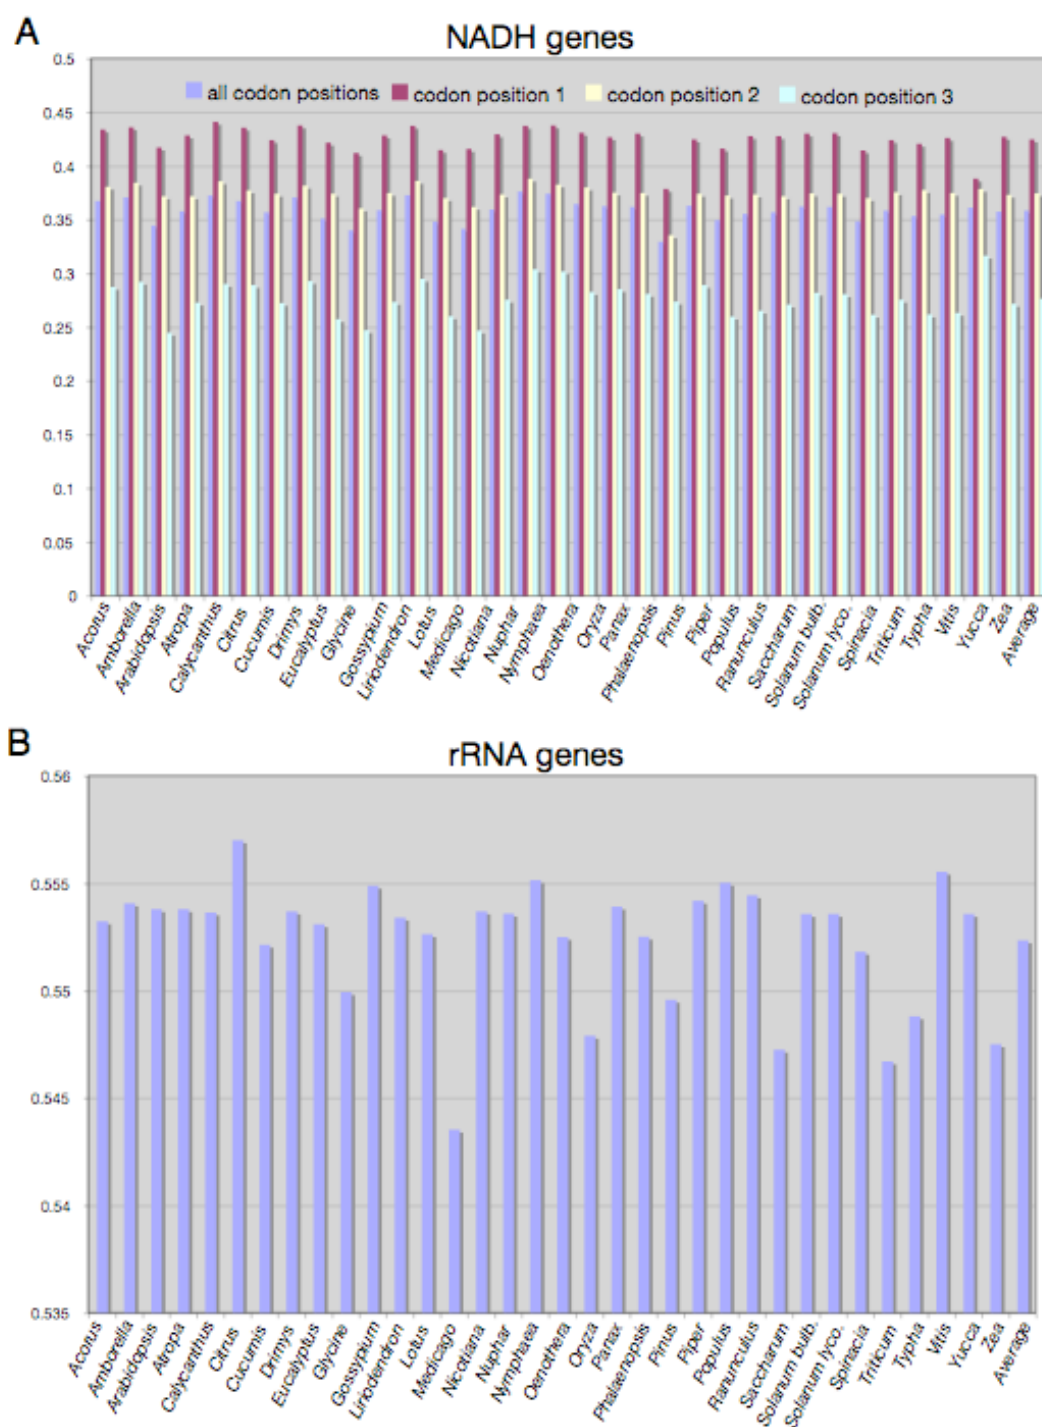 A
NADH genes
all codon positions codon position 1 codon position 2 codon position 3
0.5
0.45
0.4
0.35
0.3
0.25
0.2
0.15
0.1
0.05
0
Acorus
Amborella
Arabidopsis
Atropa
Calycanthus
Citrus
Cucumis
Drimys
Eucalyptus
Glycine
Gossypium
Liriodendron
Lotus
Medicago
Nicotiana
Nuphar
Nymphaea
Oenothera
Oryza
Panax
Phalaenopsis
Pinus
Piper
Populus
Ranunculus
Saccharum
Solanum bulb.
Solanum lyco.
Spinacia
Triticum
Typha
Vitis
Yucca
Zea
Average
B
rRNA genes
0.56
0.555
0.55
0.545
0.54
0.535
Acorus
Amborella
Arabidopsis
Atropa
Calycanthus
Citrus
Cucumis
Drimys
Eucalyptus
Glycine
Gossypium
Liriodendron
Lotus
Medicago
Nicotiana
Nuphar
Nymphaea
Oenothera
Oryza
Panax
Phalaenopsis
Pinus
Piper
Populus
Ranunculus
Saccharum
Solanum bulb.
Solanum lyco.
Spinacia
Triticum
Typha
Vitis
Yucca
Zea
Average